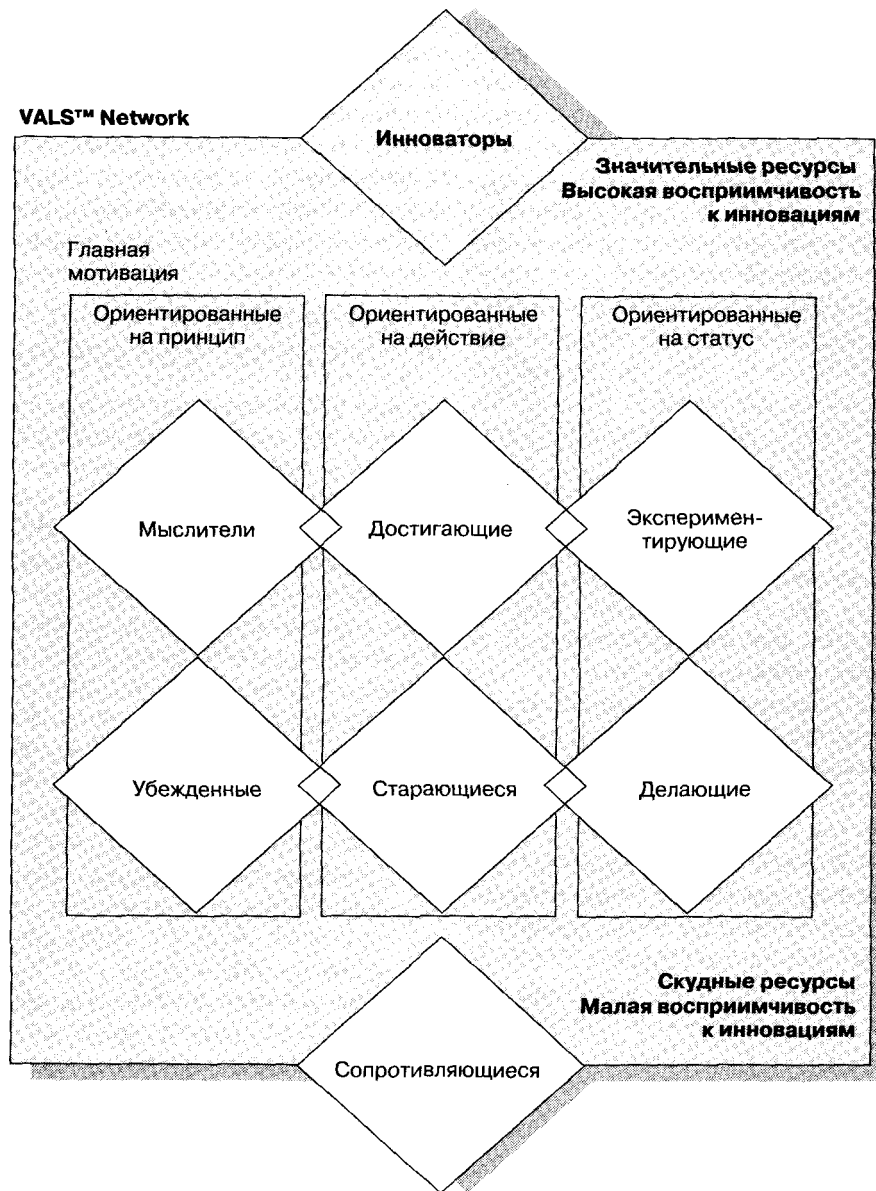 VALS™ Network
Инноваторы
Значительные ресурсы
Высокая восприимчивость
к инновациям
Главная
мотивация
Ориентированные
на принцип
Ориентированные
на действие
Ориентированные
на статус
Мыслители
Достигающие
Эксперимен-
тирующие
Убежденные
Старающиеся
Делающие
Скудные ресурсы
Малая восприимчивость
к инновациям
Сопротивляющиеся